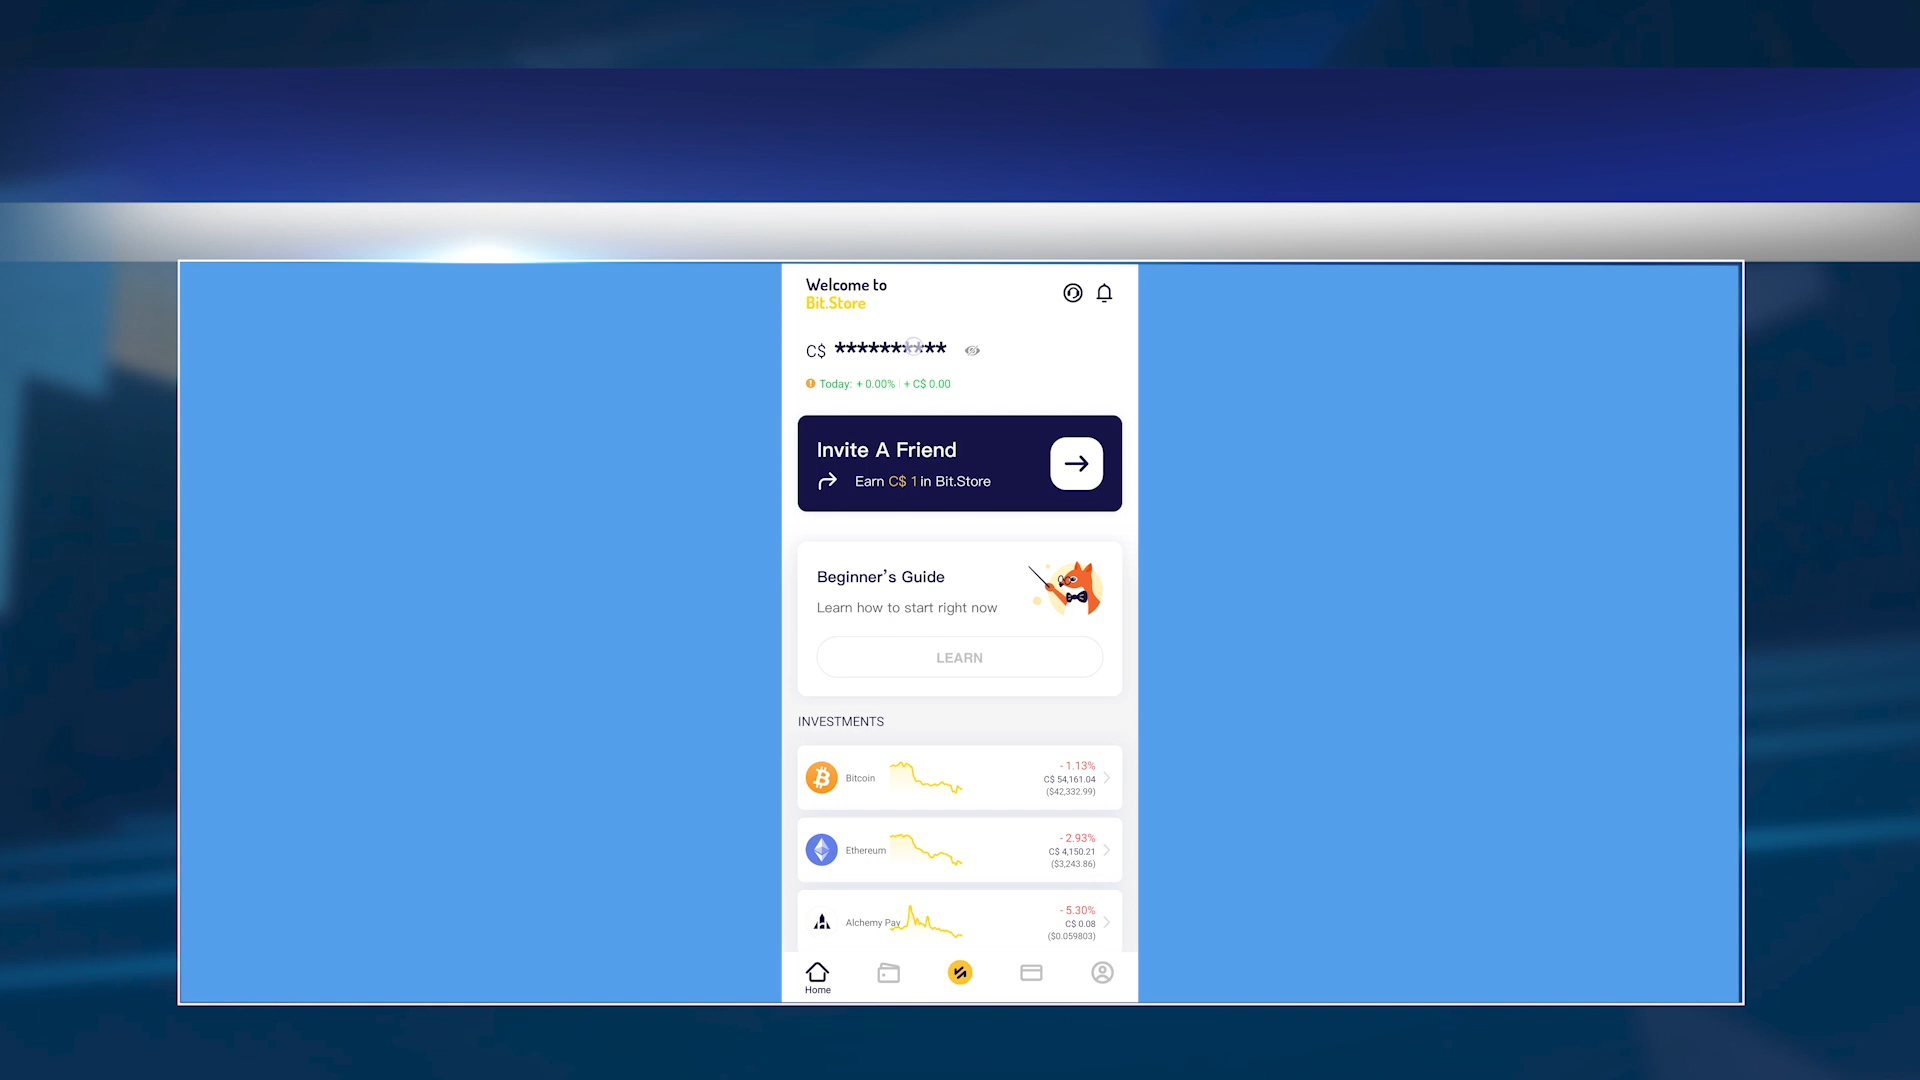 Welcome to
Bit.Store
C$ **********
Today: + 0.00% + C$ 0.00
Invite A Friend
Earn C$ 1 in Bit.Store
Beginner's Guide
Learn how to start right now
LEARN
INVESTMENTS
Bitcoin
- 1.13%
C$ 54,161.04
($42,332.99)
Ethereum
- 2.93%
C$ 4,150.21
($3,243.86)
Alchemy Pay
- 5.30%
C$ 0.08
($0.059803)
Home